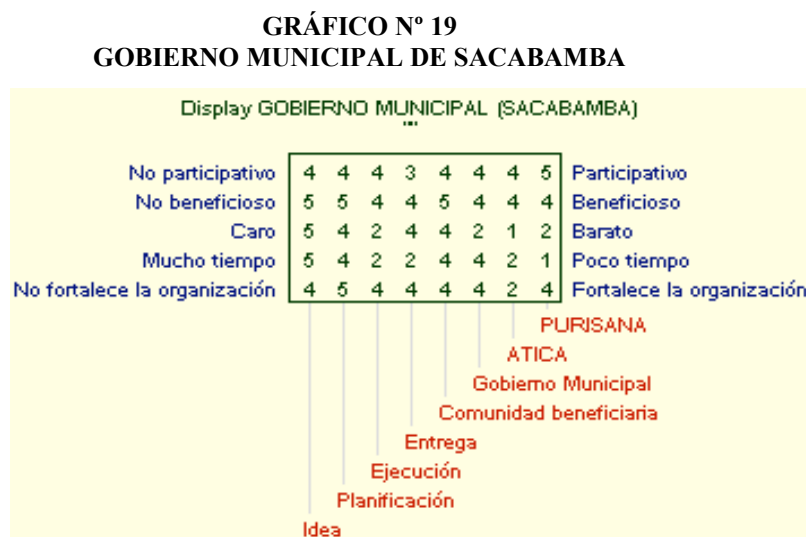 GRÁFICO Nº 19
GOBIERNO MUNICIPAL DE SACABAMBA
Display GOBIERNO MUNICIPAL (SACABAMBA)
""
No participativo 4 4 4 3 4 4 4 5 Participativo
No beneficioso 5 5 4 4 5 4 4 4 Beneficioso
Caro 5 4 2 4 4 2 1 2 Barato
Mucho tiempo 5 4 2 2 4 4 2 1 Poco tiempo
No fortalece la organización 4 5 4 4 4 4 2 4 Fortalece la organización
PURISANA
ATICA
Gobierno Municipal
Comunidad beneficiaria
Entrega
Ejecución
Planificación
Idea